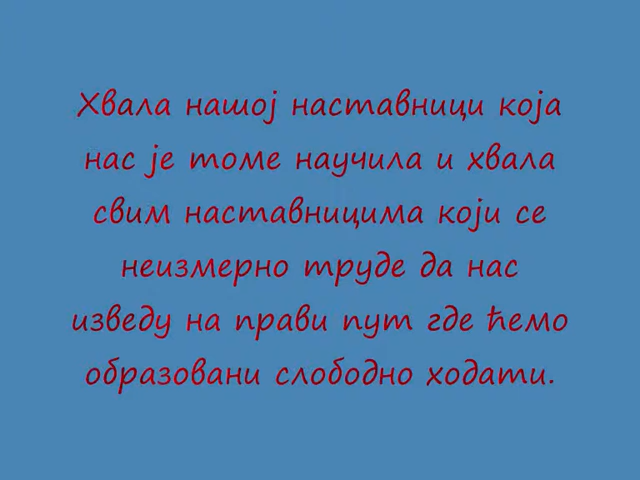 Хвала нашој наставници која
нас је томе научила и хвала
свим наставницима који се
неизмерно труде да нас
изведу на прави пут где ћемо
образовани слободно ходати.